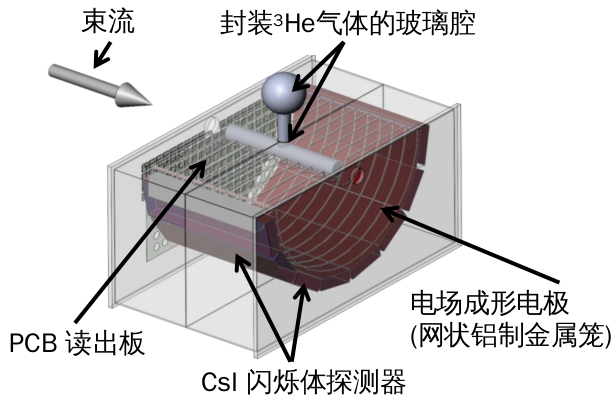 束流
封装³He气体的玻璃腔
PCB 读出板
电场成形电极
(网状铝制金属笼)
CsI 闪烁体探测器